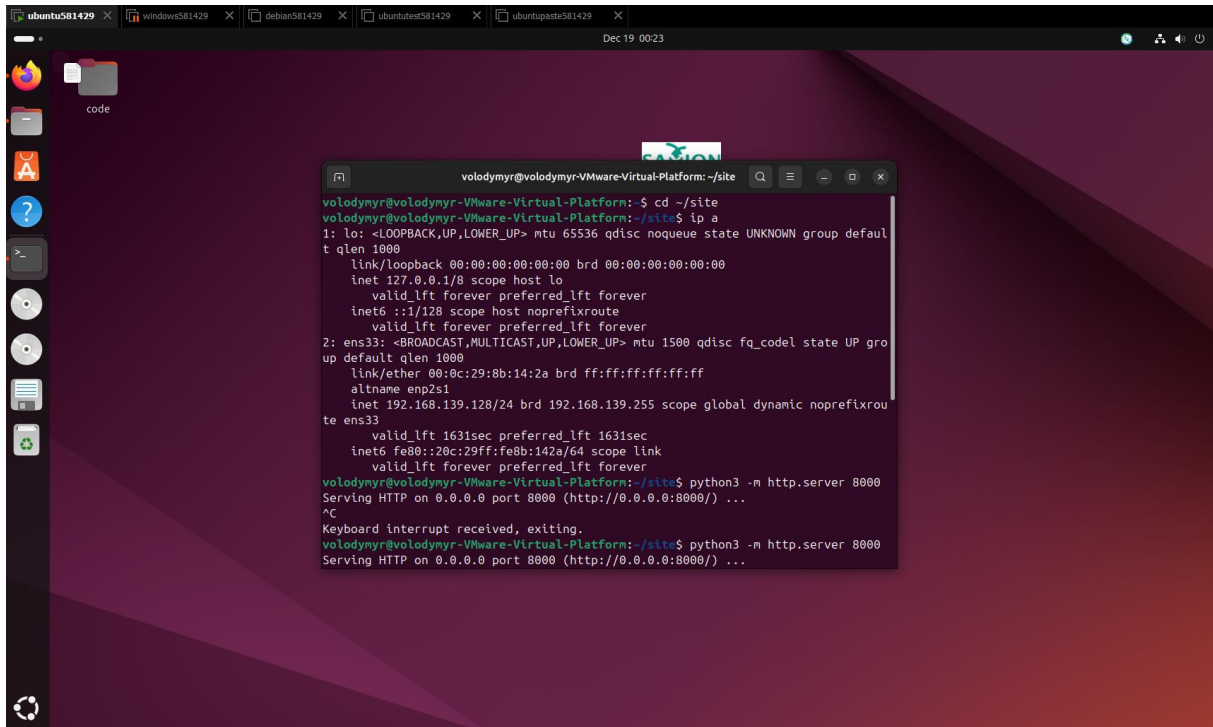 ubuntu581429
windows581429
debian581429
ubuntutest581429
ubuntupaste581429
Dec 19 00:23
code
SAXION
volodymyr@volodymyr-VMware-Virtual-Platform: ~/site
volodymyr@volodymyr-VMware-Virtual-Platform:~$ cd ~/site
volodymyr@volodymyr-VMware-Virtual-Platform:~/site$ ip a
1: lo: <LOOPBACK,UP,LOWER_UP> mtu 65536 qdisc noqueue state UNKNOWN group defaul
t qlen 1000
    link/loopback 00:00:00:00:00:00 brd 00:00:00:00:00:00
    inet 127.0.0.1/8 scope host lo
       valid_lft forever preferred_lft forever
    inet6 ::1/128 scope host noprefixroute
       valid_lft forever preferred_lft forever
2: ens33: <BROADCAST,MULTICAST,UP,LOWER_UP> mtu 1500 qdisc fq_codel state UP gro
up default qlen 1000
    link/ether 00:0c:29:8b:14:2a brd ff:ff:ff:ff:ff:ff
    altname enp2s1
    inet 192.168.139.128/24 brd 192.168.139.255 scope global dynamic noprefixrou
te ens33
       valid_lft 1631sec preferred_lft 1631sec
    inet6 fe80::20c:29ff:fe8b:142a/64 scope link
       valid_lft forever preferred_lft forever
volodymyr@volodymyr-VMware-Virtual-Platform:~/site$ python3 -m http.server 8000
Serving HTTP on 0.0.0.0 port 8000 (http://0.0.0.0:8000/) ...
^C
Keyboard interrupt received, exiting.
volodymyr@volodymyr-VMware-Virtual-Platform:~/site$ python3 -m http.server 8000
Serving HTTP on 0.0.0.0 port 8000 (http://0.0.0.0:8000/) ...